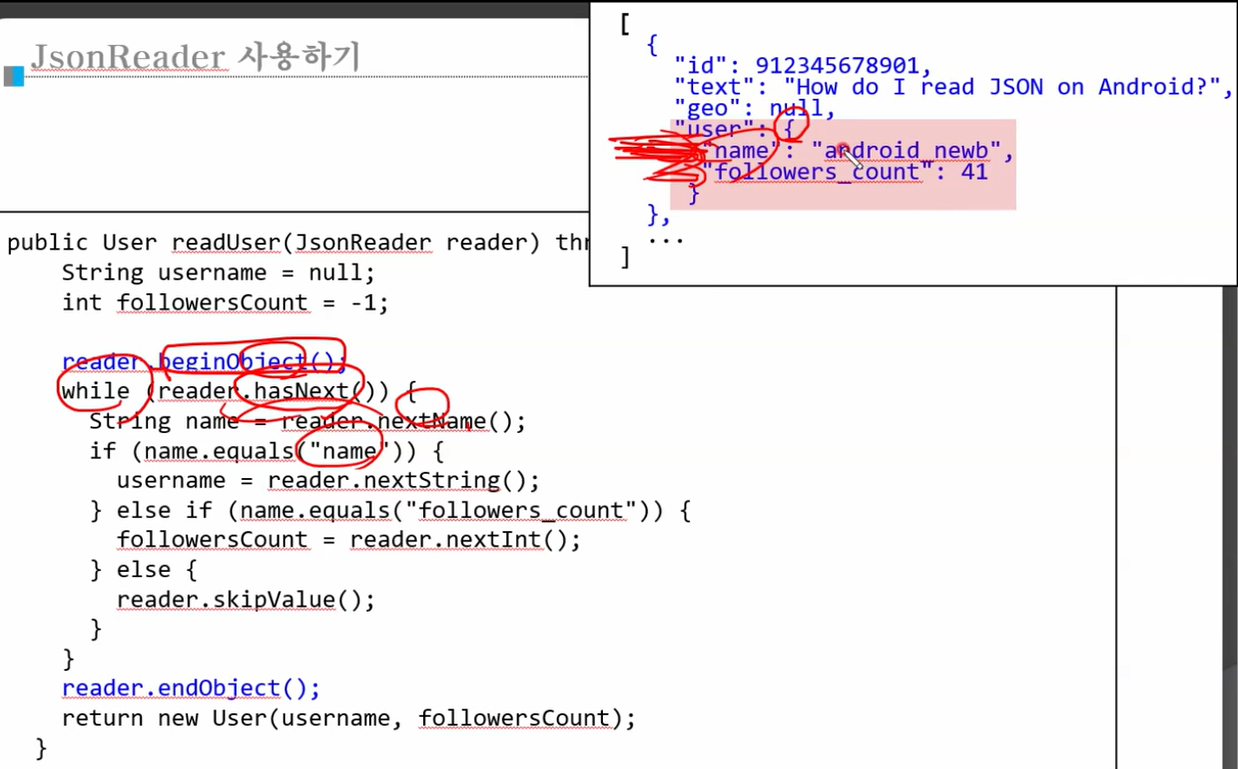 JsonReader 사용하기
[
{
"id": 912345678901,
"text": "How do I read JSON on Android?",
"geo": null,
"user": {
"name": "android_newb",
"followers_count": 41
}
},
...
]
public User readUser(JsonReader reader) thr
String username = null;
int followersCount = -1;
reader.beginObject();
while (reader.hasNext()) {
String name = reader.nextName();
if (name.equals("name")) {
username = reader.nextString();
} else if (name.equals("followers_count")) {
followersCount = reader.nextInt();
} else {
reader.skipValue();
}
}
reader.endObject();
return new User(username, followersCount);
}